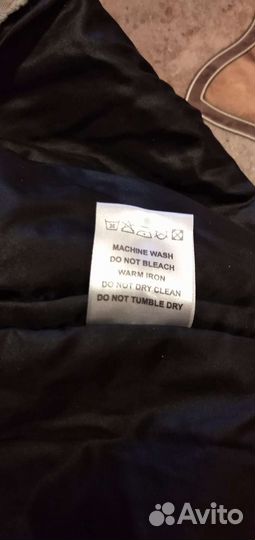 MACHINE WASH
DO NOT BLEACH
WARM IRON
DO NOT DRY CLEAN
DO NOT TUMBLE DRY
Avito